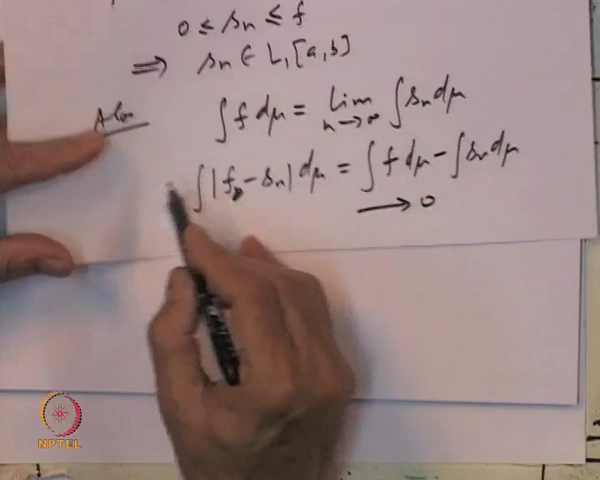 0 ≤ sₙ ≤ f
⟹ sₙ ∈ L₁[a,b]
Also ∫ f dμ = lim n→∞ ∫ sₙ dμ
∫ |f - sₙ| dμ = ∫ f dμ - ∫ sₙ dμ
⟶ 0
NPTEL